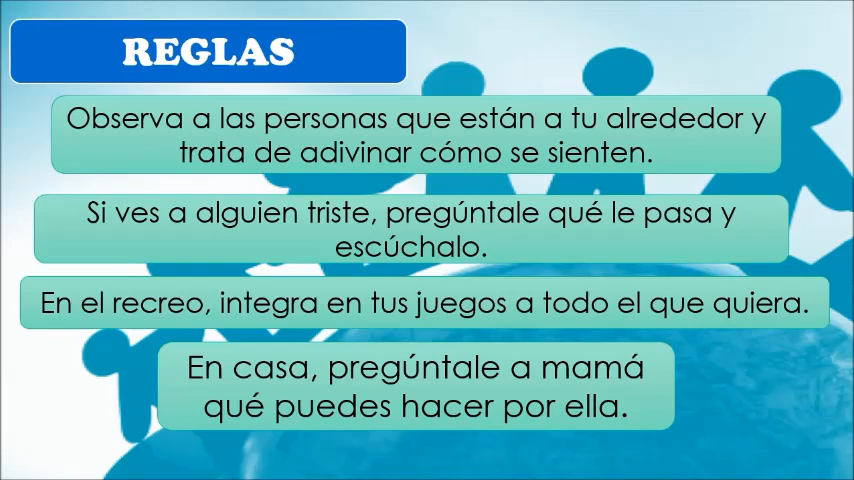 REGLAS
Observa a las personas que están a tu alrededor y
trata de adivinar cómo se sienten.
Si ves a alguien triste, pregúntale qué le pasa y
escúchalo.
En el recreo, integra en tus juegos a todo el que quiera.
En casa, pregúntale a mamá
qué puedes hacer por ella.